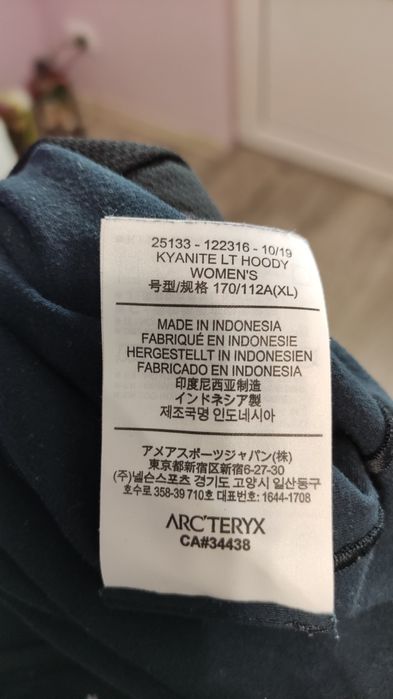 25133 - 122316 - 10/19
KYANITE LT HOODY
WOMEN'S
号型/规格 170/112A(XL)
MADE IN INDONESIA
FABRIQUÉ EN INDONESIE
HERGESTELLT IN INDONESIEN
FABRICADO EN INDONESIA
印度尼西亚制造
インドネシア製
제조국명 인도네시아
アメアスポーツジャパン(株)
東京都新宿区新宿6-27-30
(주)넬슨스포츠 경기도 고양시 일산동구
호수로 358-39 710호 대표번호: 1644-1708
ARC'TERYX
CA#34438